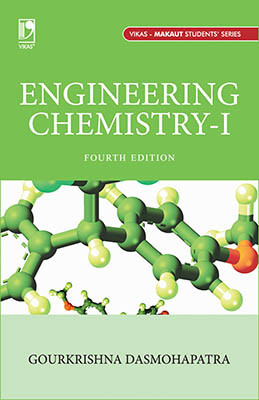 VIKAS®
VIKAS - MAKAUT STUDENTS' SERIES
ENGINEERING
CHEMISTRY-I
FOURTH EDITION
GOURKRISHNA DASMOHAPATRA